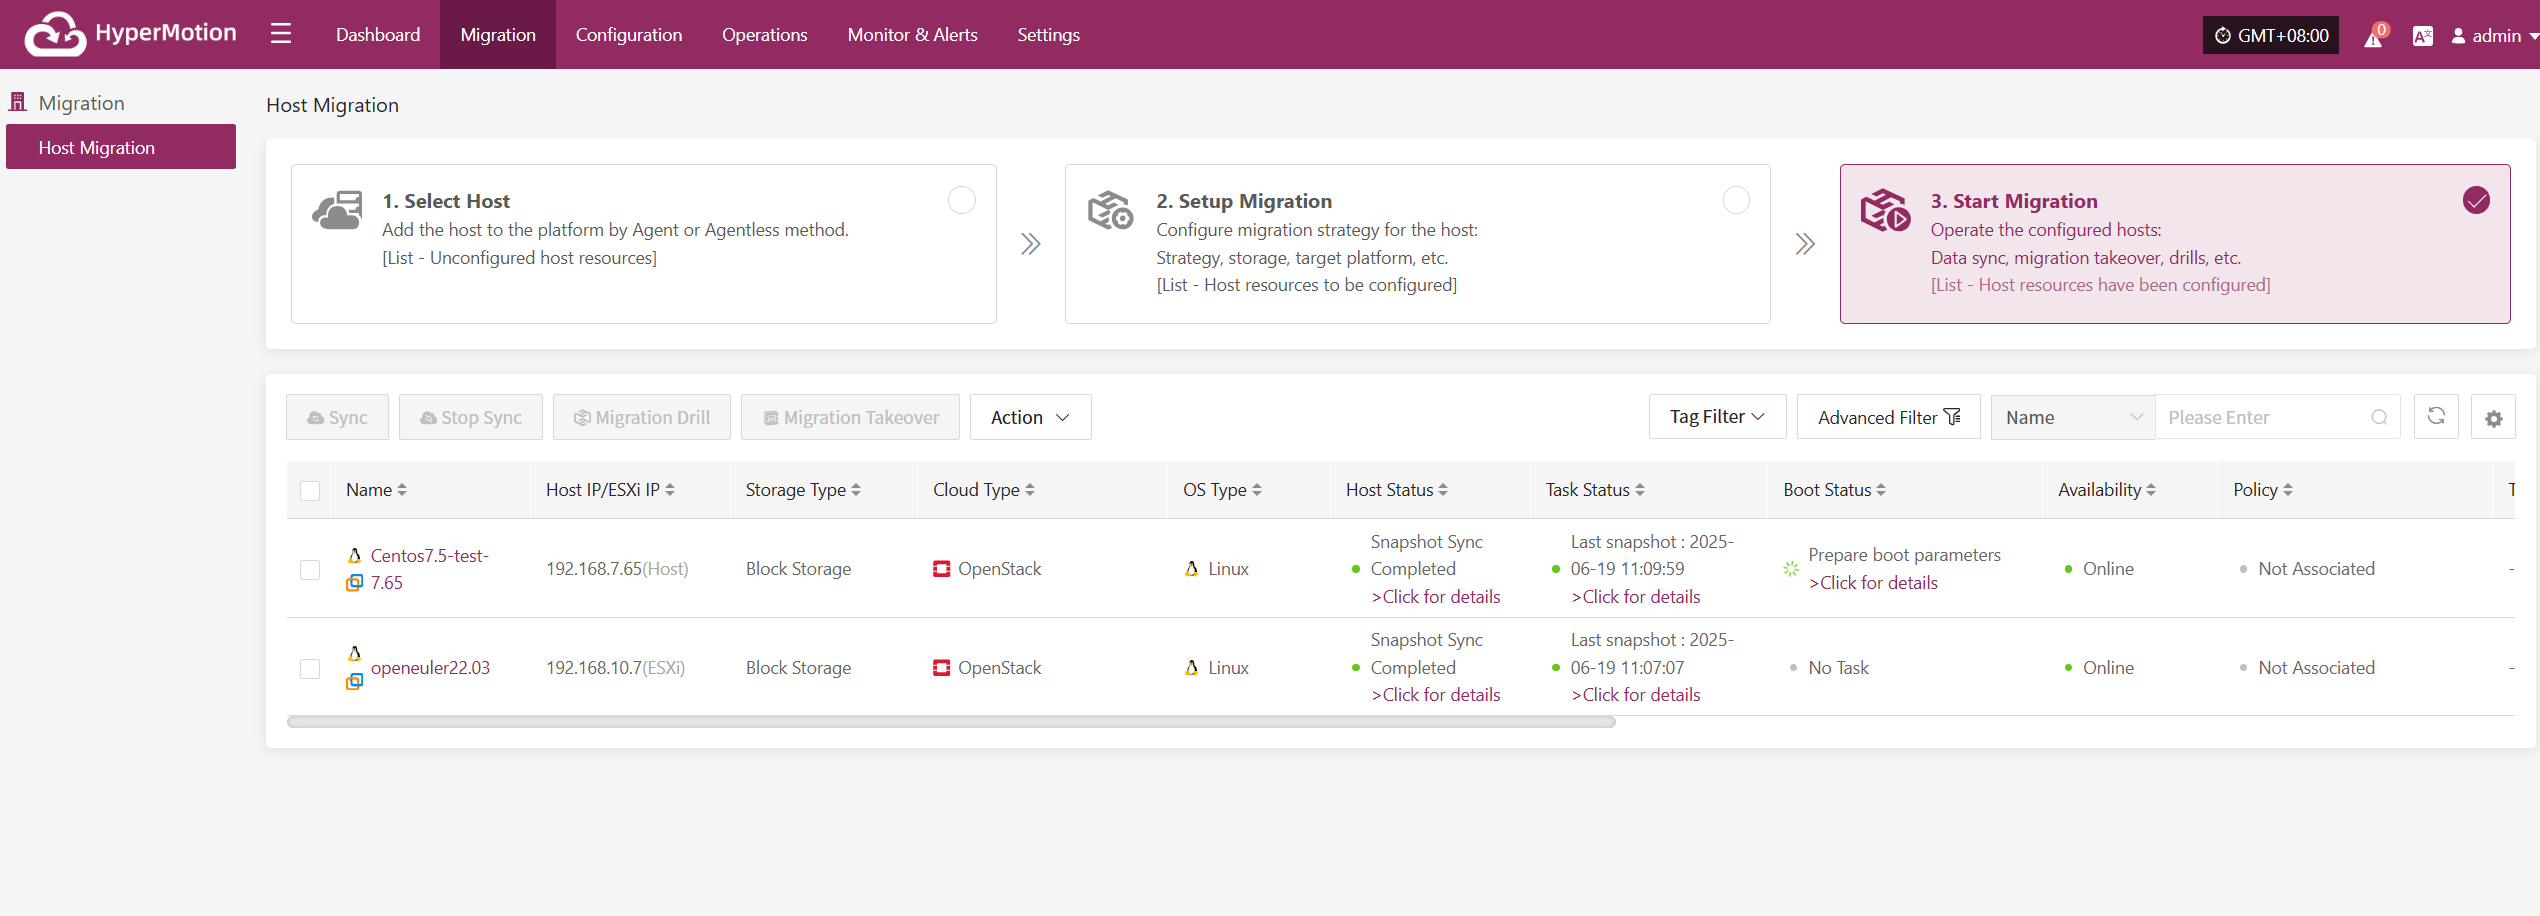 HyperMotion
Dashboard
Migration
Configuration
Operations
Monitor & Alerts
Settings
GMT+08:00
0
admin
Migration
Host Migration
Host Migration
1. Select Host
Add the host to the platform by Agent or Agentless method.
[List - Unconfigured host resources]
2. Setup Migration
Configure migration strategy for the host:
Strategy, storage, target platform, etc.
[List - Host resources to be configured]
3. Start Migration
Operate the configured hosts:
Data sync, migration takeover, drills, etc.
[List - Host resources have been configured]
Sync
Stop Sync
Migration Drill
Migration Takeover
Action
Tag Filter
Advanced Filter
Name
Please Enter
Name
Host IP/ESXi IP
Storage Type
Cloud Type
OS Type
Host Status
Task Status
Boot Status
Availability
Policy
Centos7.5-test-
7.65
192.168.7.65(Host)
Block Storage
OpenStack
Linux
Snapshot Sync
Completed
>Click for details
Last snapshot : 2025-
06-19 11:09:59
>Click for details
Prepare boot parameters
>Click for details
Online
Not Associated
-
openeuler22.03
192.168.10.7(ESXi)
Block Storage
OpenStack
Linux
Snapshot Sync
Completed
>Click for details
Last snapshot : 2025-
06-19 11:07:07
>Click for details
No Task
Online
Not Associated
-